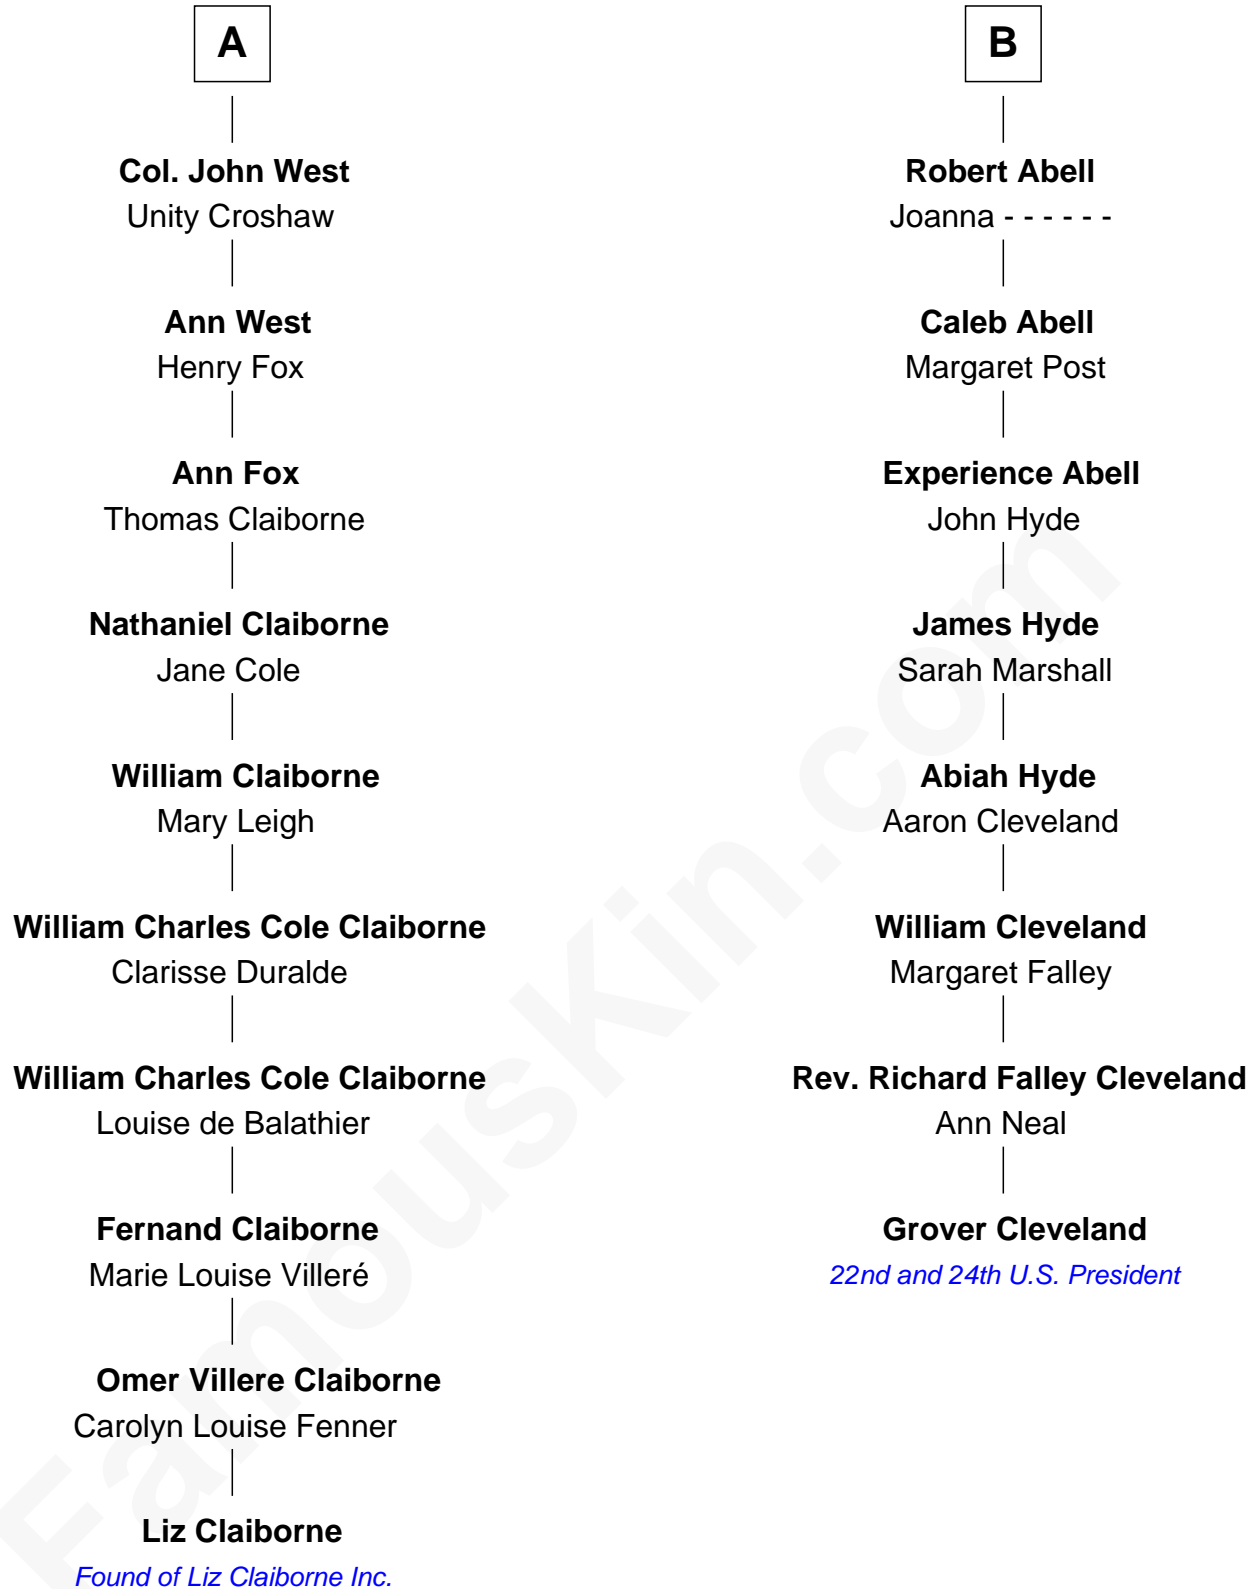 A
Col. John West
Unity Croshaw
Ann West
Henry Fox
Ann Fox
Thomas Claiborne
Nathaniel Claiborne
Jane Cole
William Claiborne
Mary Leigh
William Charles Cole Claiborne
Clarisse Duralde
William Charles Cole Claiborne
Louise de Balathier
Fernand Claiborne
Marie Louise Villeré
Omer Villere Claiborne
Carolyn Louise Fenner
Liz Claiborne
Found of Liz Claiborne Inc.
B
Robert Abell
Joanna - - - - - -
Caleb Abell
Margaret Post
Experience Abell
John Hyde
James Hyde
Sarah Marshall
Abiah Hyde
Aaron Cleveland
William Cleveland
Margaret Falley
Rev. Richard Falley Cleveland
Ann Neal
Grover Cleveland
22nd and 24th U.S. President
FamousKin.com